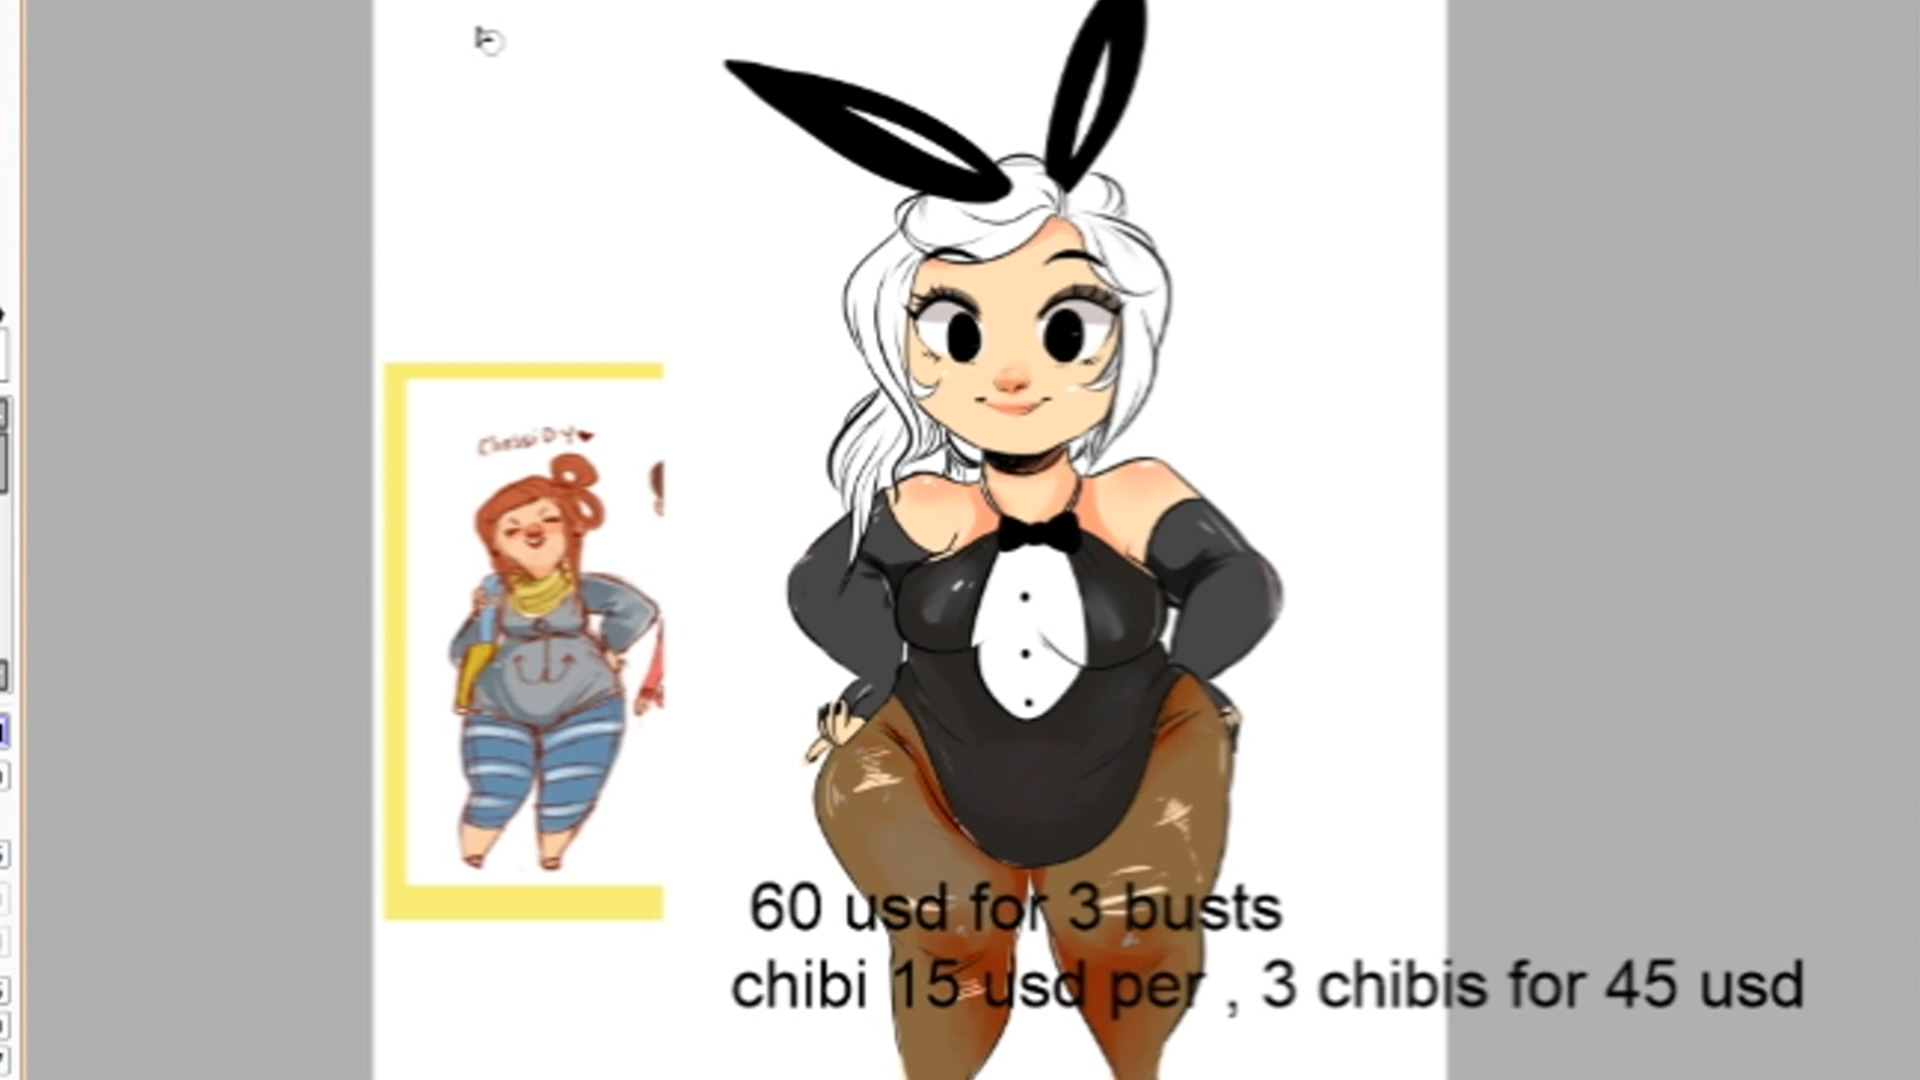 60 usd for 3 busts
chibi 15 usd per , 3 chibis for 45 usd